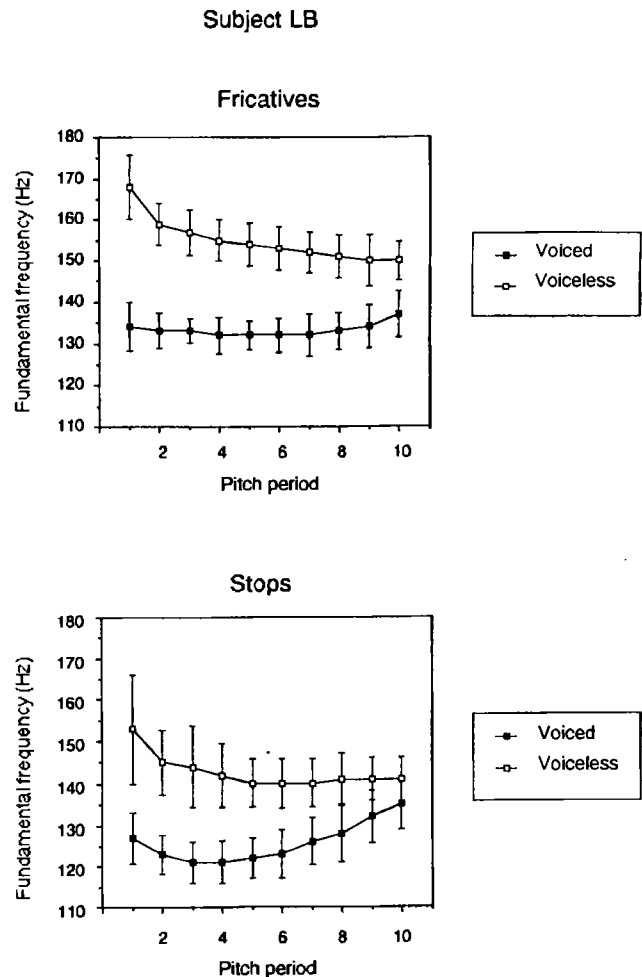 Subject LB
Fricatives
180
170
160
150
140
130
120
110
Fundamental frequency (Hz)
2 4 6 8 10
Pitch period
Voiced
Voiceless
Stops
180
170
160
150
140
130
120
110
Fundamental frequency (Hz)
2 4 6 8 10
Pitch period
Voiced
Voiceless